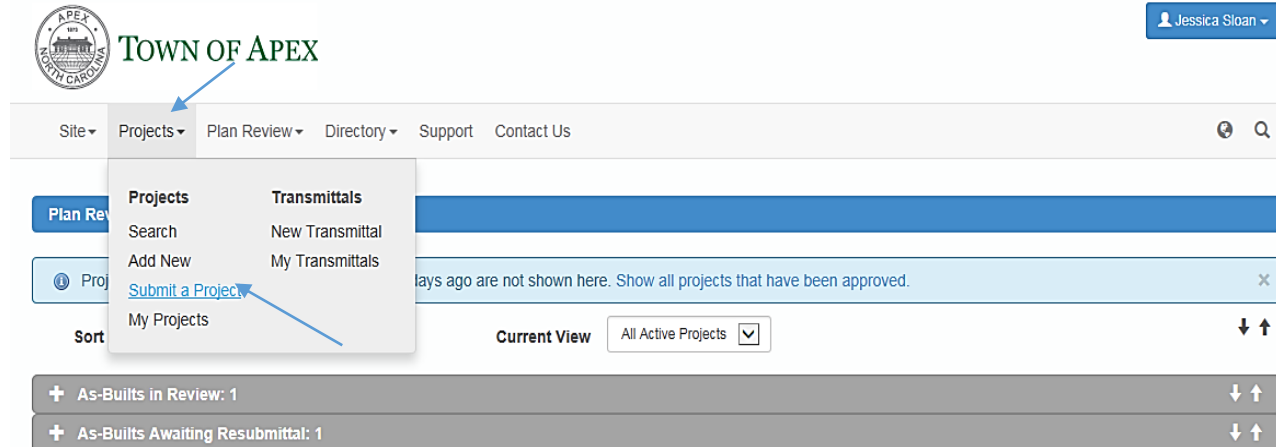 APEX
1873
NORTH CAROLINA
TOWN OF APEX
Jessica Sloan
Site Projects Plan Review Directory Support Contact Us
Projects Transmittals
Plan Rev
Search New Transmittal
Add New My Transmittals
Proj days ago are not shown here. Show all projects that have been approved. ×
Submit a Project
My Projects
Sort Current View All Active Projects
As-Builts in Review: 1
As-Builts Awaiting Resubmittal: 1